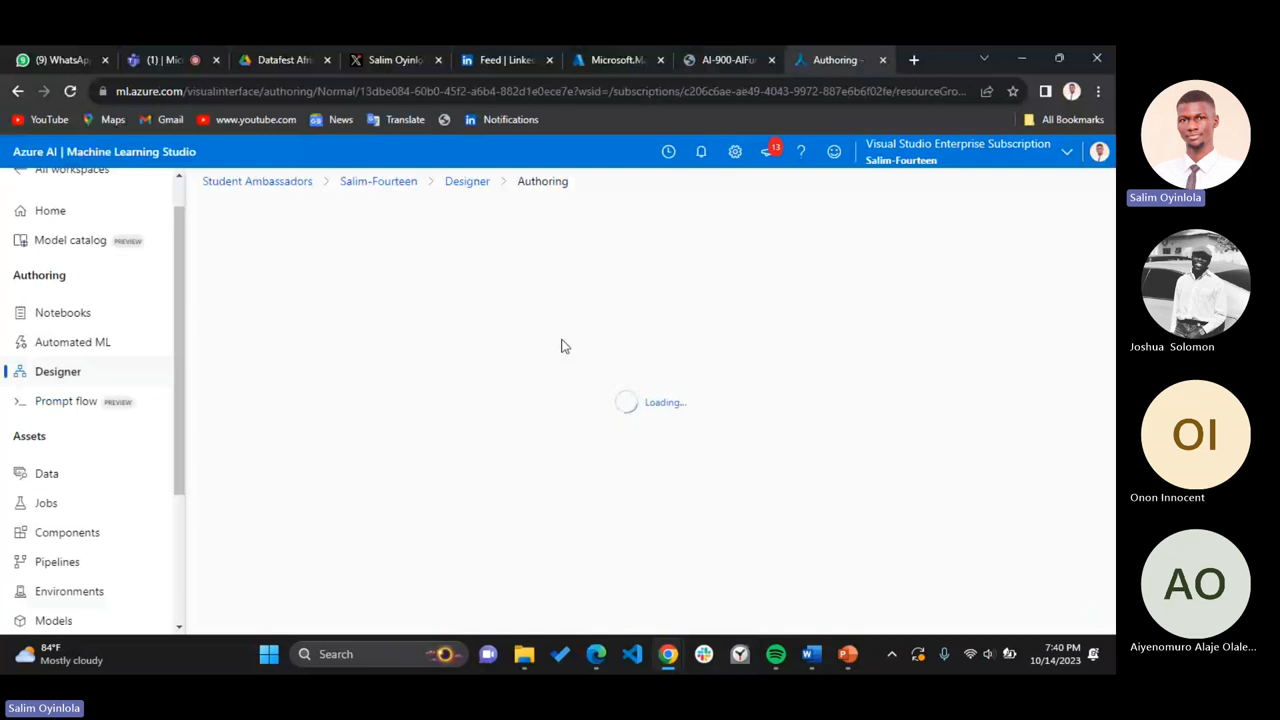 (9) WhatsAp
(1) | Mic
Datafest Afri
Salim Oyinlo
Feed | Linke
Microsoft.Ma
AI-900-AIFu
Authoring -
ml.azure.com/visualinterface/authoring/Normal/13dbe084-60b0-45f2-a6b4-882d1e0ece7e?wsid=/subscriptions/c206c6ae-ae49-4043-9972-887e6b6f02fe/resourceGro...
YouTube
Maps
Gmail
www.youtube.com
News
Translate
Notifications
All Bookmarks
Azure AI | Machine Learning Studio
13
Visual Studio Enterprise Subscription
Salim-Fourteen
All workspaces
Student Ambassadors
Salim-Fourteen
Designer
Authoring
Home
Model catalog PREVIEW
Authoring
Notebooks
Automated ML
Designer
Prompt flow PREVIEW
Assets
Data
Jobs
Components
Pipelines
Environments
Models
Loading...
84°F
Mostly cloudy
Search
7:40 PM
10/14/2023
Salim Oyinlola
Joshua Solomon
OI
Onon Innocent
AO
Aiyenomuro Alaje Olale...
Salim Oyinlola